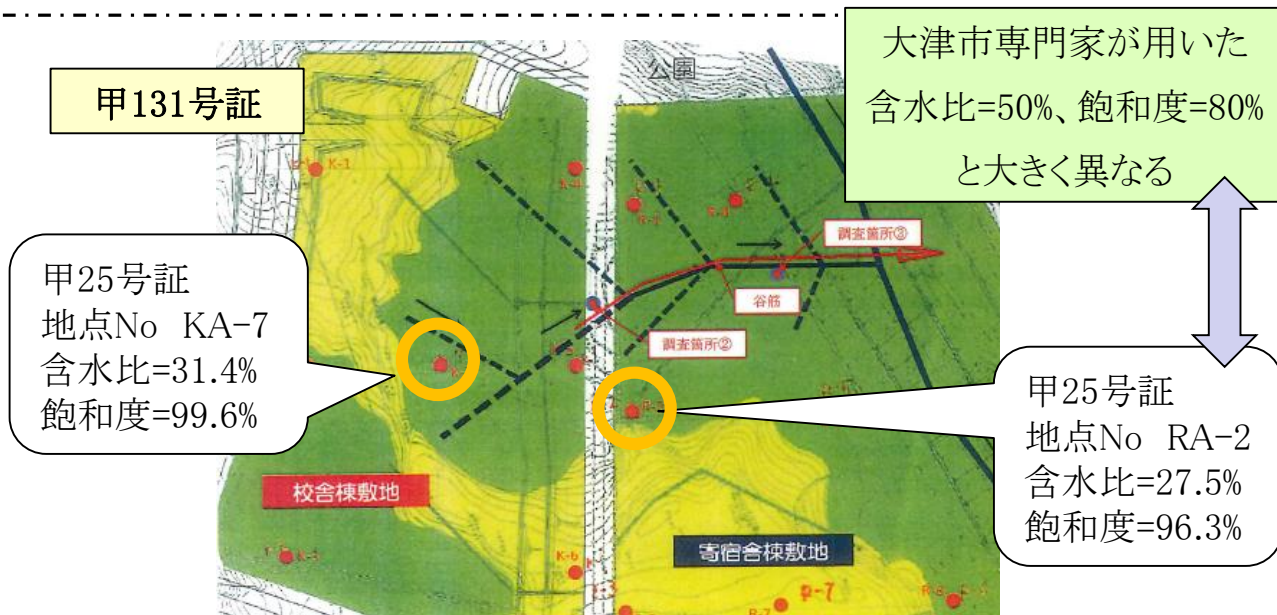 甲131号証
公園
大津市専門家が用いた
含水比=50%、飽和度=80%
と大きく異なる
K-1
調査箇所③
谷筋
調査箇所②
甲25号証
地点No KA-7
含水比=31.4%
飽和度=99.6%
甲25号証
地点No RA-2
含水比=27.5%
飽和度=96.3%
校舎棟敷地
寄宿舎棟敷地
K-6
R-7
R-7
R-8